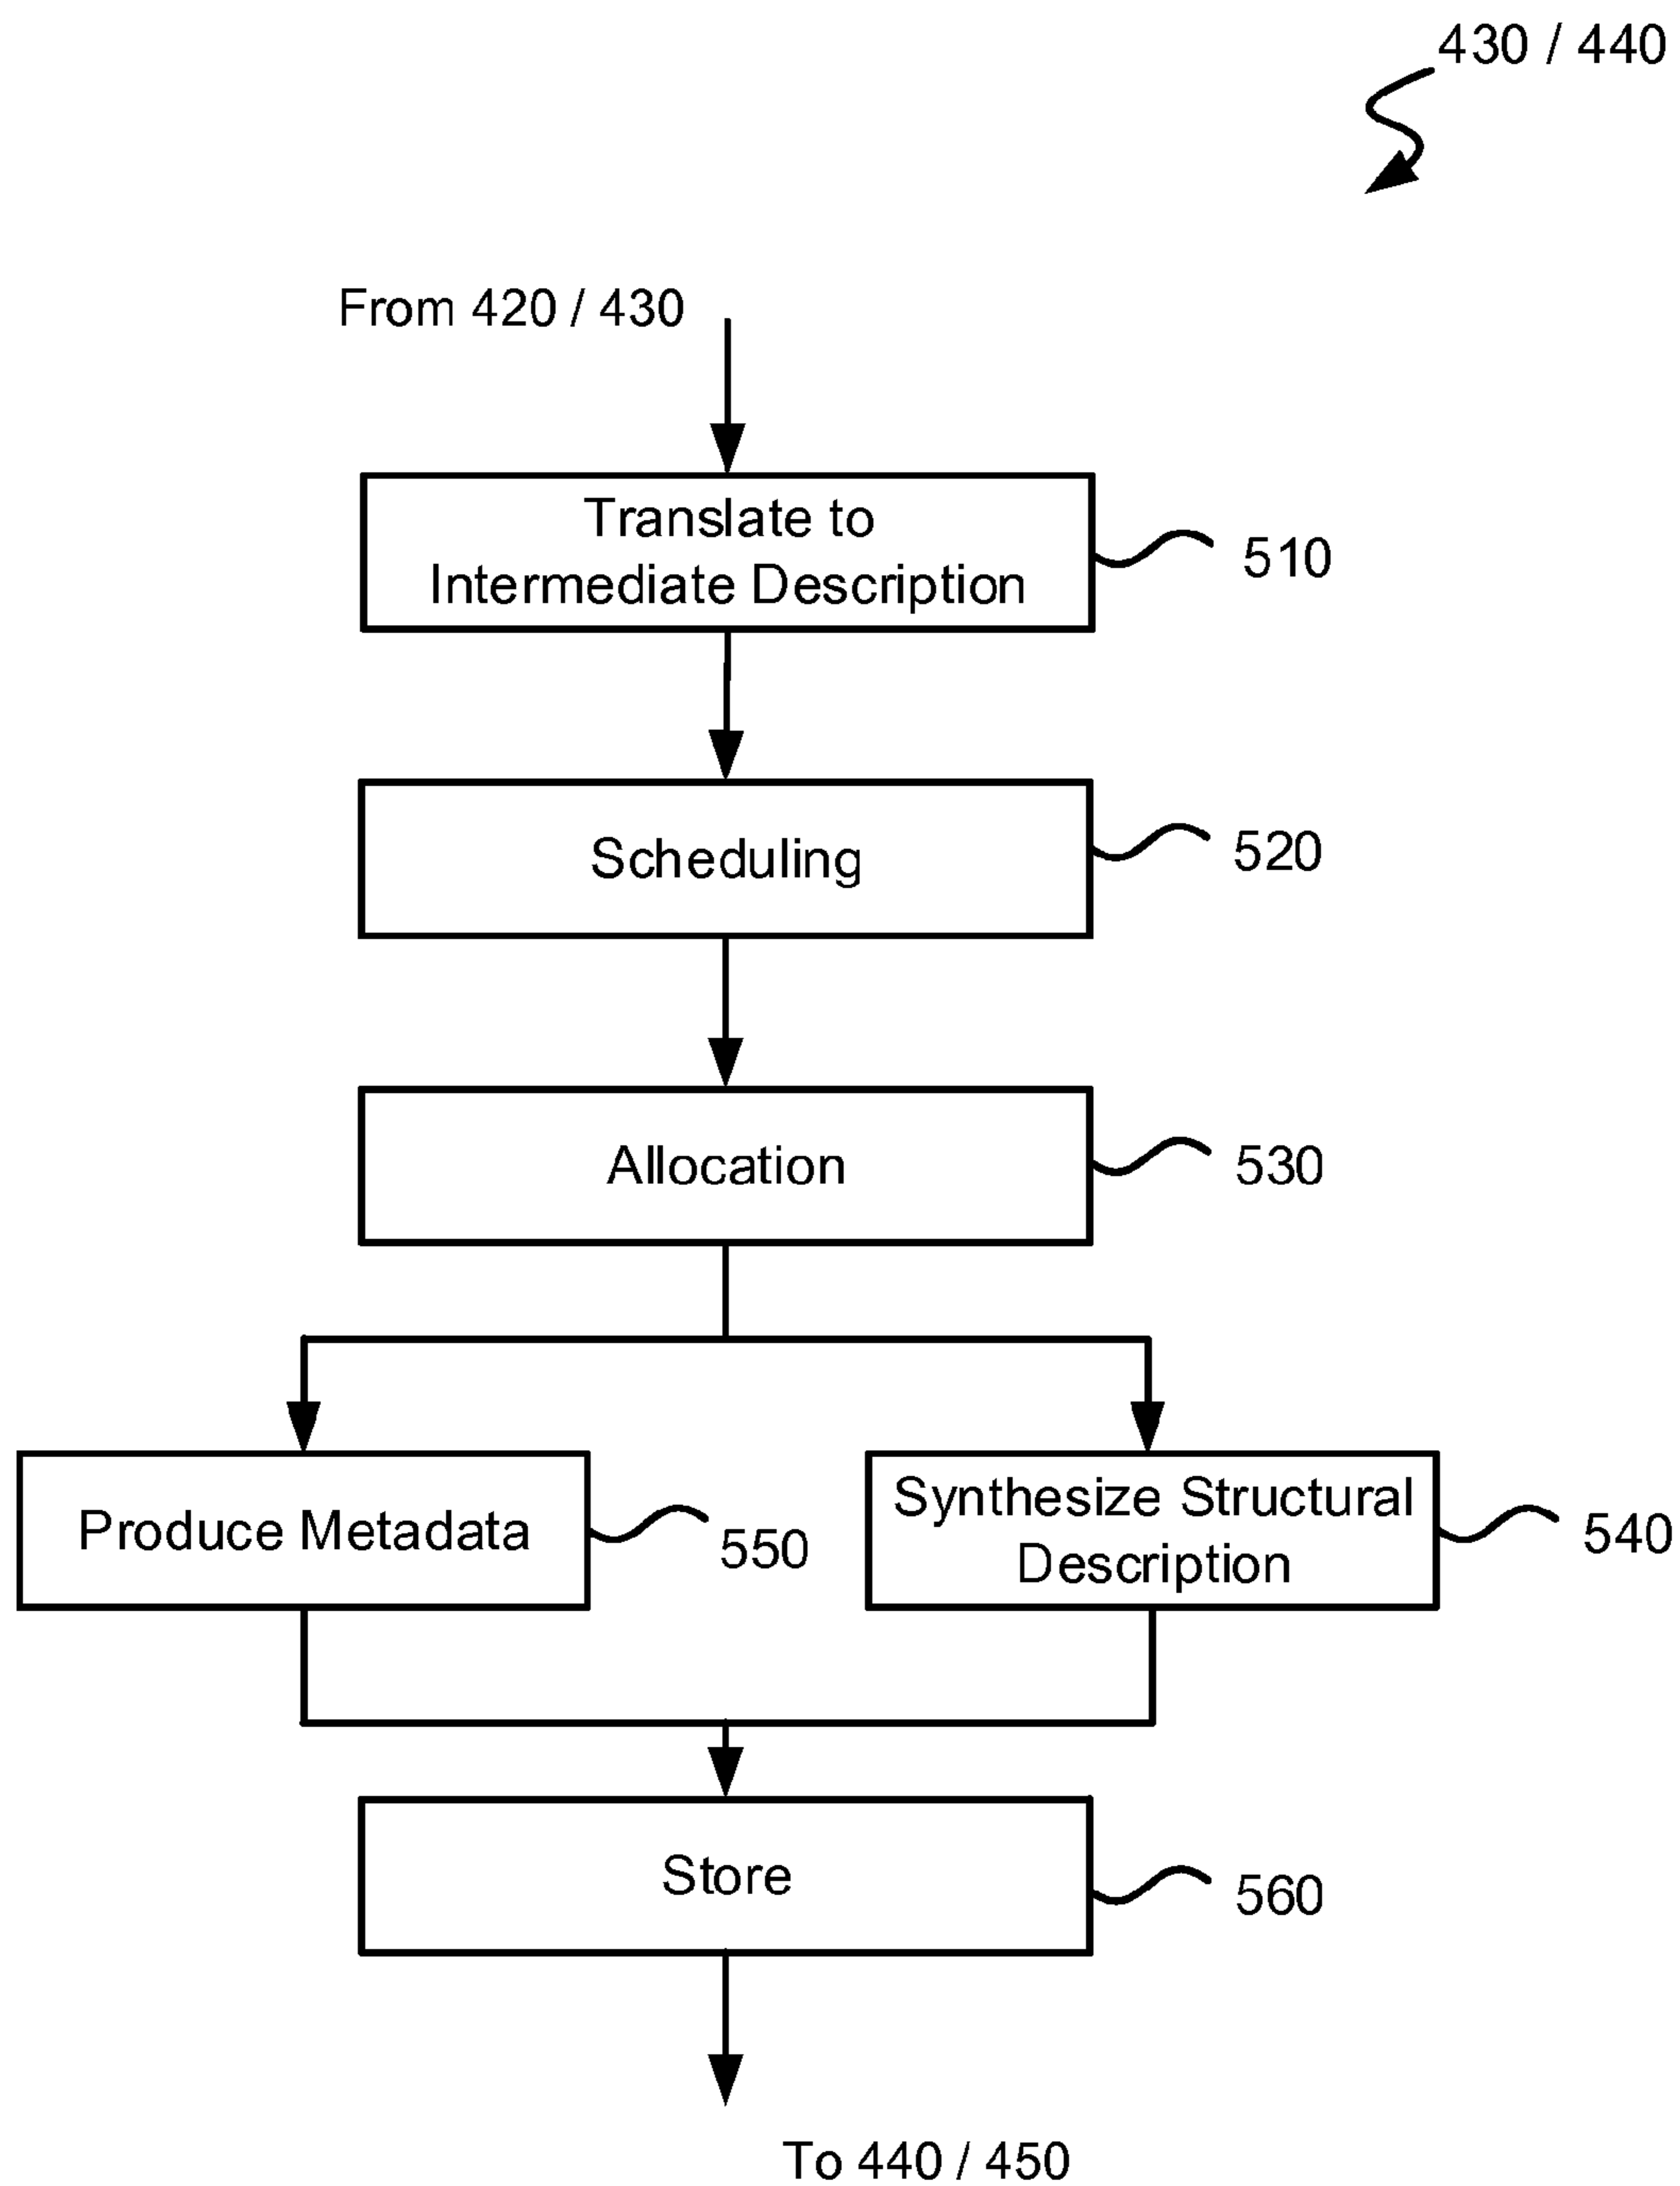 430 / 440
From 420 / 430
Translate to
Intermediate Description
510
Scheduling
520
Allocation
530
Produce Metadata
550
Synthesize Structural
Description
540
Store
560
To 440 / 450